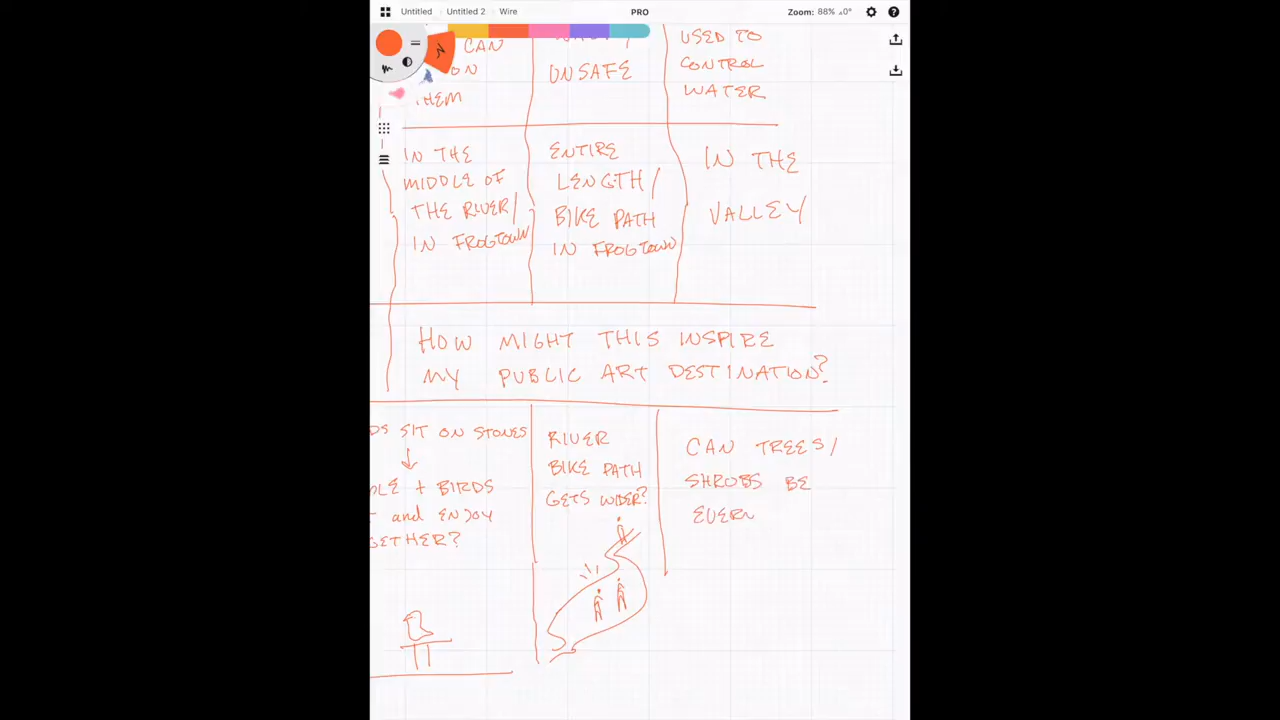 Untitled Untitled 2 Wire PRO Zoom: 88% ⊿0°
CAN
ON
THEM
UNSAFE
USED TO
CONTROL
WATER
IN THE
MIDDLE OF
THE RIVER/
IN FROGTOWN
ENTIRE
LENGTH/
BIKE PATH
IN FROGTOWN
IN THE
VALLEY
HOW MIGHT THIS INSPIRE
MY PUBLIC ART DESTINATION?
DS SIT ON STONES
↓
LE + BIRDS
T and ENJOY
GETHER?
RIVER
BIKE PATH
GETS WIDER?
CAN TREES/
SHRUBS BE
EVERY